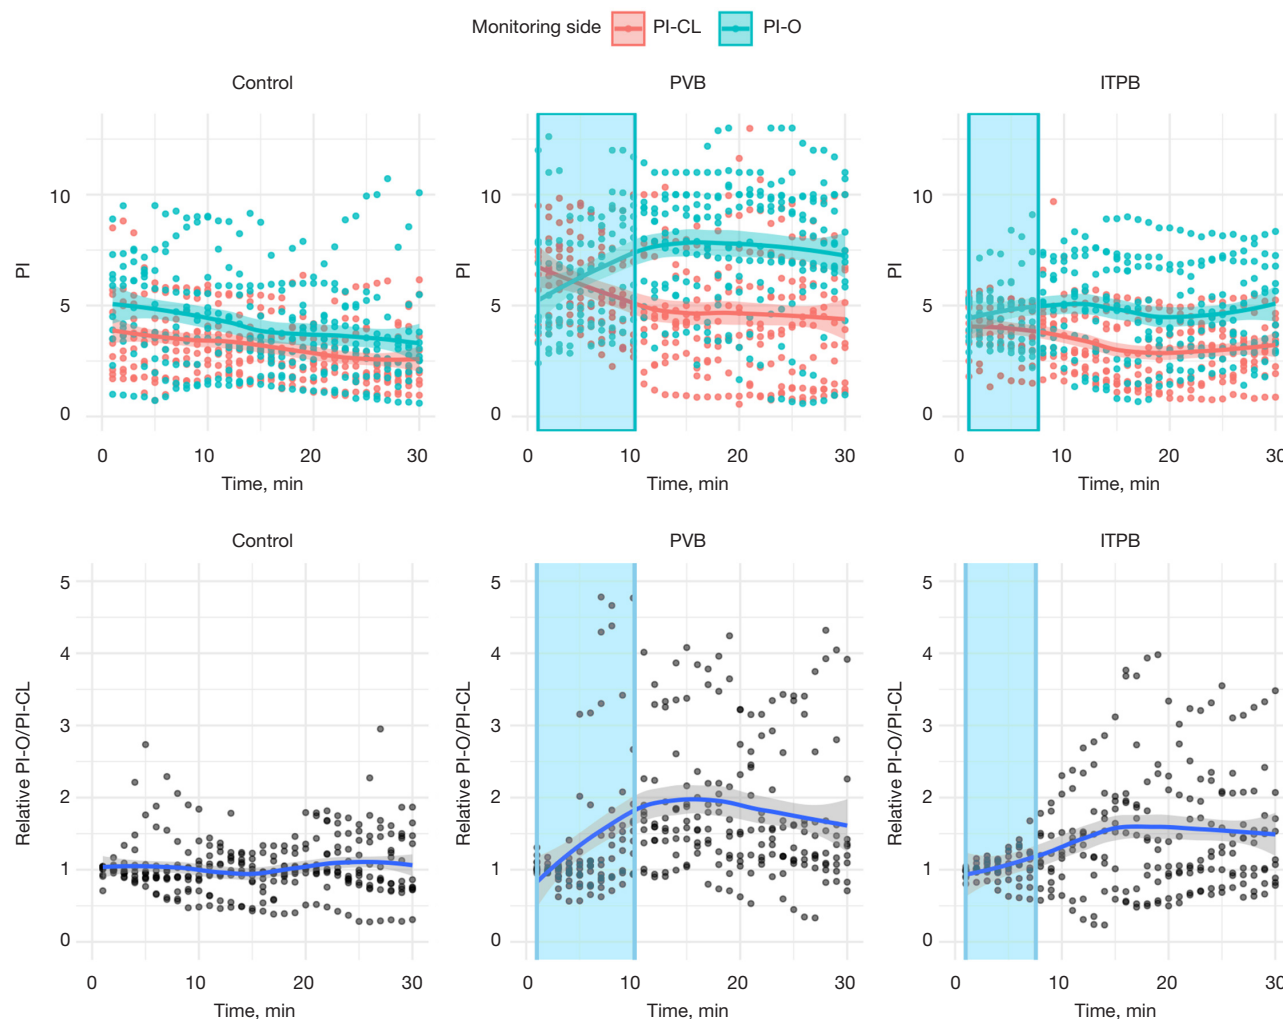 Monitoring side PI-CL PI-O
Control PVB ITPB
PI 10 5 0
PI 10 5 0
PI 10 5 0
0 10 20 30 0 10 20 30 0 10 20 30
Time, min Time, min Time, min
Control PVB ITPB
Relative PI-O/PI-CL 5 4 3 2 1 0
Relative PI-O/PI-CL 5 4 3 2 1 0
Relative PI-O/PI-CL 5 4 3 2 1 0
0 10 20 30 0 10 20 30 0 10 20 30
Time, min Time, min Time, min